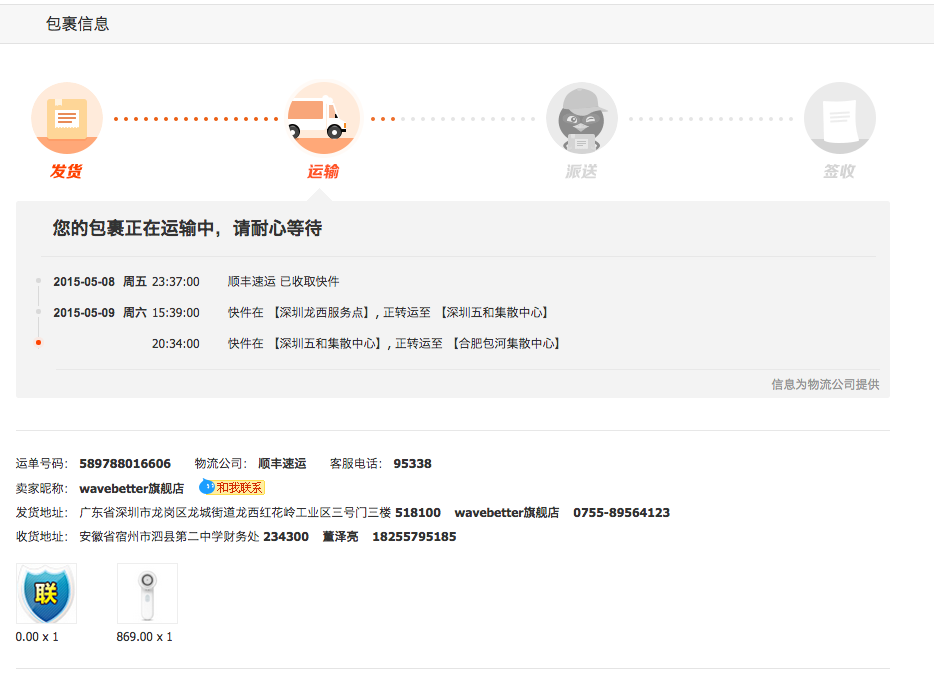 包裹信息
发货 运输 派送 签收
您的包裹正在运输中，请耐心等待
2015-05-08 周五 23:37:00 顺丰速运 已收取快件
2015-05-09 周六 15:39:00 快件在 【深圳龙西服务点】, 正转运至 【深圳五和集散中心】
20:34:00 快件在 【深圳五和集散中心】, 正转运至 【合肥包河集散中心】
信息为物流公司提供
运单号码： 589788016606 物流公司： 顺丰速运 客服电话： 95338
卖家昵称： wavebetter旗舰店 和我联系
发货地址： 广东省深圳市龙岗区龙城街道龙西红花岭工业区三号门三楼 518100 wavebetter旗舰店 0755-89564123
收货地址： 安徽省宿州市泗县第二中学财务处 234300 董泽亮 18255795185
联
0.00 x 1 869.00 x 1